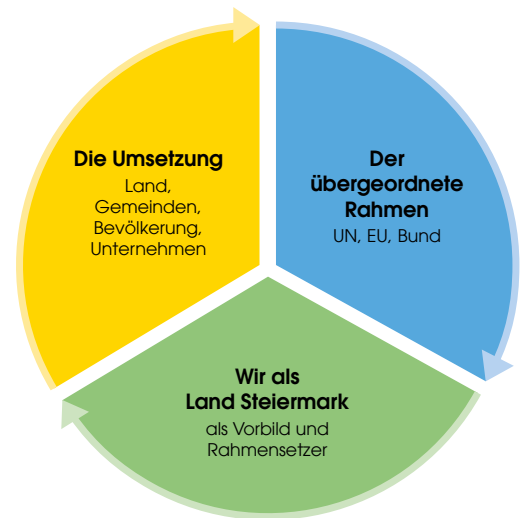 Die Umsetzung
Land,
Gemeinden,
Bevölkerung,
Unternehmen
Der
übergeordnete
Rahmen
UN, EU, Bund
Wir als
Land Steiermark
als Vorbild und
Rahmensetzer